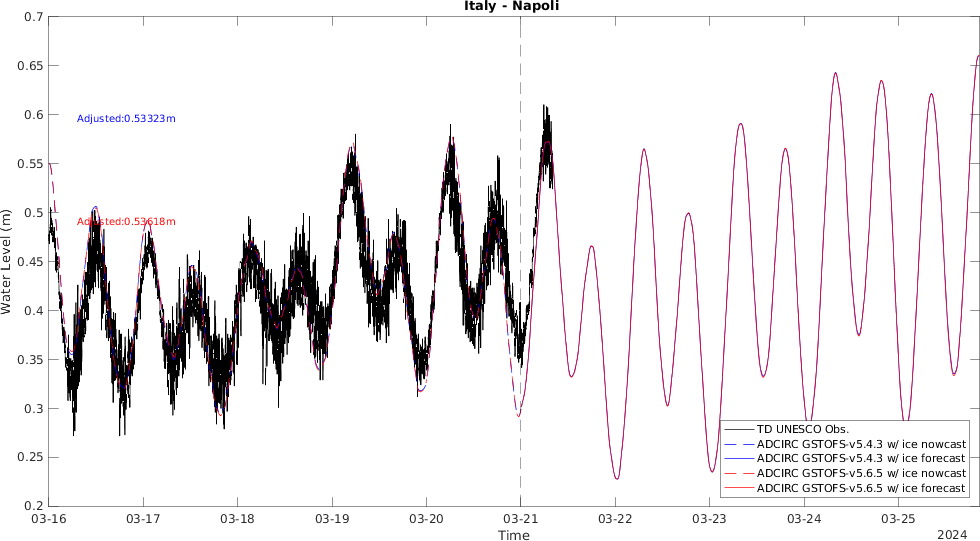 Italy - Napoli
0.7
0.65
0.6
0.55
0.5
0.45
0.4
0.35
0.3
0.25
0.2
Water Level (m)
Adjusted:0.53323m
Adjusted:0.53618m
TD UNESCO Obs.
ADCIRC GSTOFS-v5.4.3 w/ ice nowcast
ADCIRC GSTOFS-v5.4.3 w/ ice forecast
ADCIRC GSTOFS-v5.6.5 w/ ice nowcast
ADCIRC GSTOFS-v5.6.5 w/ ice forecast
03-16 03-17 03-18 03-19 03-20 03-21 03-22 03-23 03-24 03-25
Time
2024